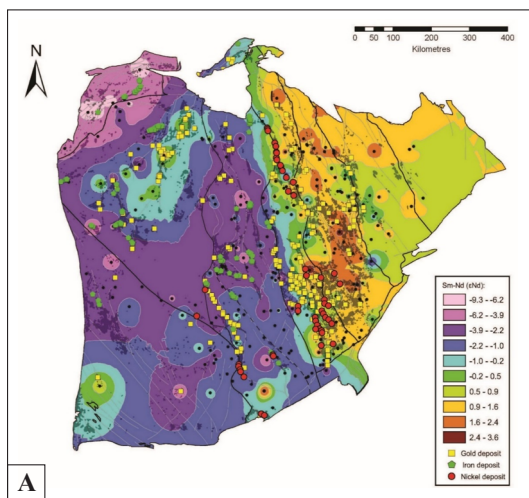 N
0 50 100 200 300 400
Kilometres
Sm-Nd (εNd):
-9.3 - -6.2
-6.2 - -3.9
-3.9 - -2.2
-2.2 - -1.0
-1.0 - -0.2
-0.2 - 0.5
0.5 - 0.9
0.9 - 1.6
1.6 - 2.4
2.4 - 3.6
Gold deposit
Iron deposit
Nickel deposit
A